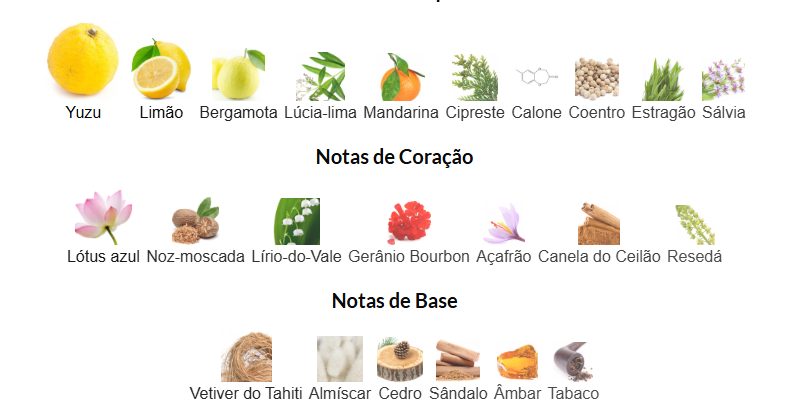 Yuzu Limão Bergamota Lúcia-lima Mandarina Cipreste Calone Coentro Estragão Sálvia
Notas de Coração
Lótus azul Noz-moscada Lírio-do-Vale Gerânio Bourbon Açafrão Canela do Ceilão Resedá
Notas de Base
Vetiver do Tahiti Almíscar Cedro Sândalo Âmbar Tabaco